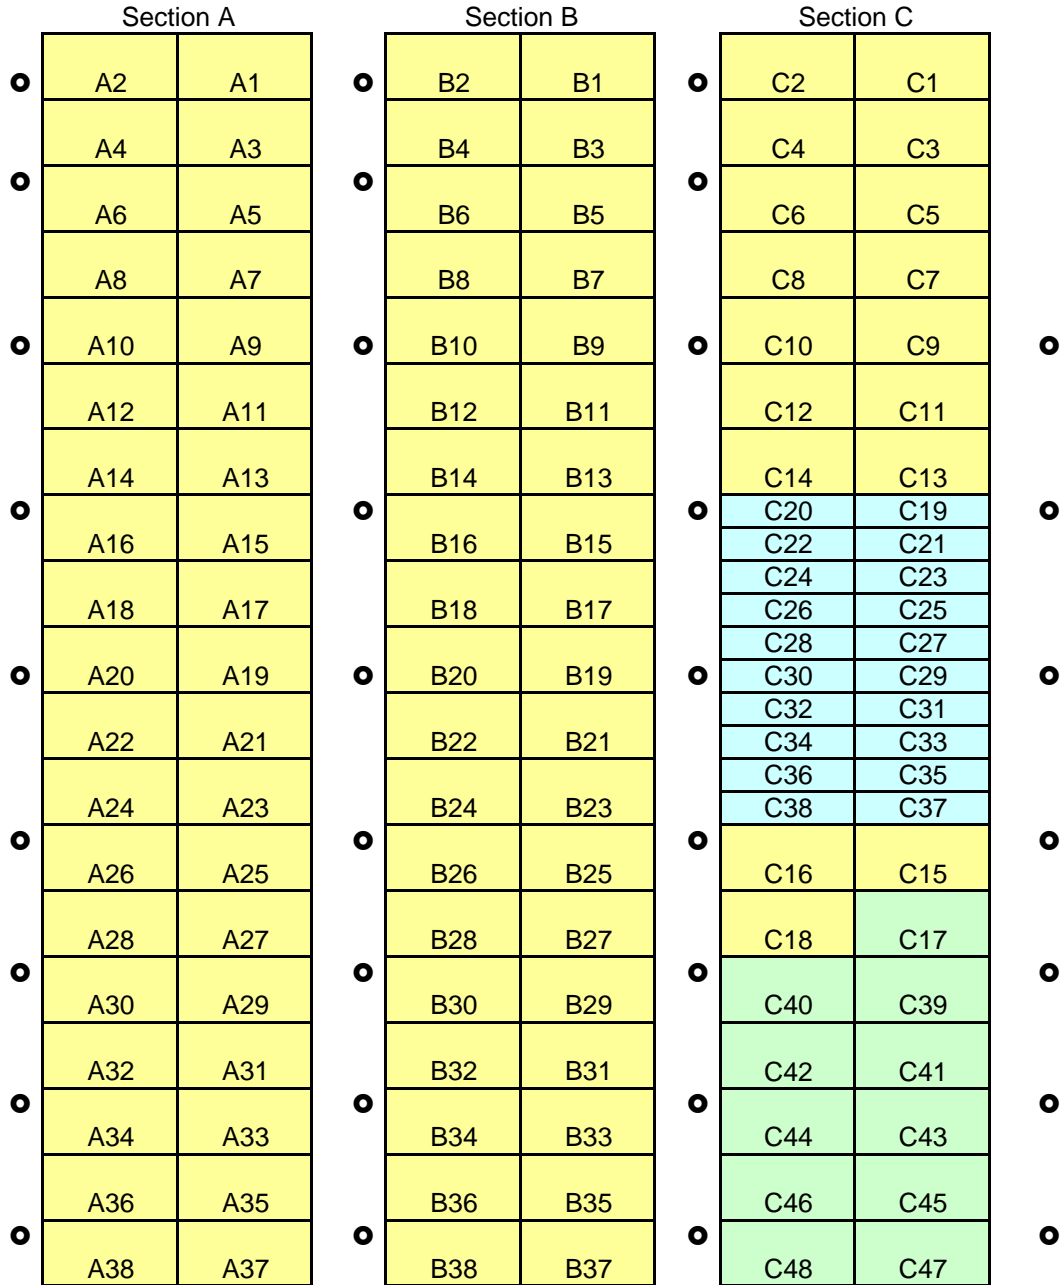 Section A Section B Section C
A2 A1 B2 B1 C2 C1
A4 A3 B4 B3 C4 C3
A6 A5 B6 B5 C6 C5
A8 A7 B8 B7 C8 C7
A10 A9 B10 B9 C10 C9
A12 A11 B12 B11 C12 C11
A14 A13 B14 B13 C14 C13
C20 C19
A16 A15 B16 B15 C22 C21
C24 C23
A18 A17 B18 B17 C26 C25
C28 C27
A20 A19 B20 B19 C30 C29
C32 C31
A22 A21 B22 B21 C34 C33
C36 C35
A24 A23 B24 B23 C38 C37
A26 A25 B26 B25 C16 C15
A28 A27 B28 B27 C18 C17
A30 A29 B30 B29 C40 C39
A32 A31 B32 B31 C42 C41
A34 A33 B34 B33 C44 C43
A36 A35 B36 B35 C46 C45
A38 A37 B38 B37 C48 C47